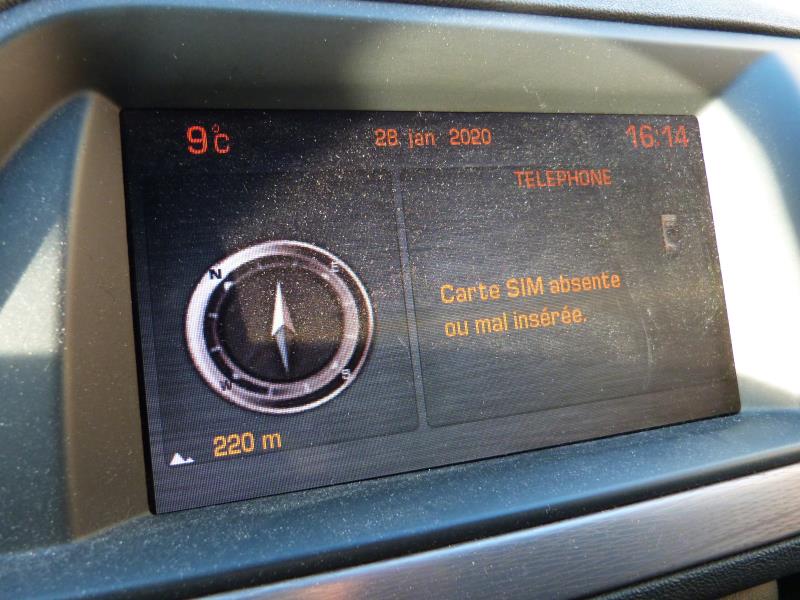 9°C
28 jan 2020
16:14
TELEPHONE
N
E
Carte SIM absente
ou mal insérée.
W
S
220 m